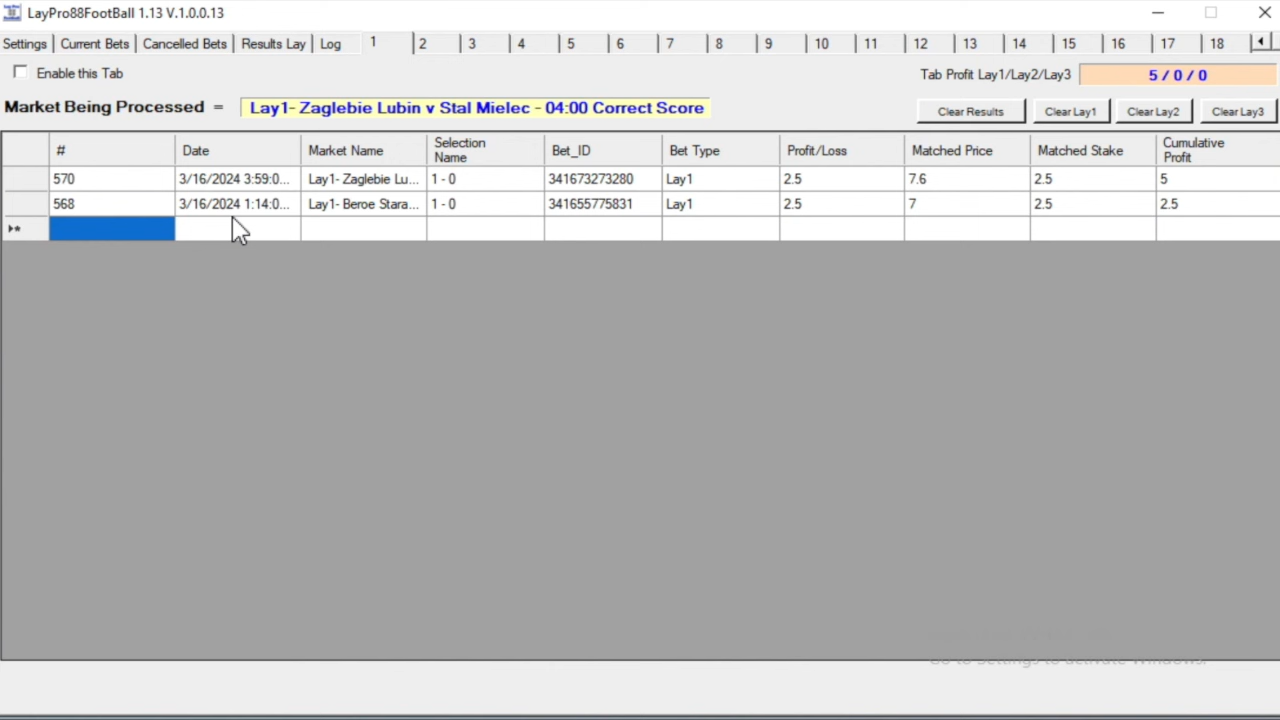 LayPro88FootBall 1.13 V.1.0.0.13
Settings Current Bets Cancelled Bets Results Lay Log 1 2 3 4 5 6 7 8 9 10 11 12 13 14 15 16 17 18
Enable this Tab Tab Profit Lay1/Lay2/Lay3 5 / 0 / 0
Market Being Processed = Lay1- Zaglebie Lubin v Stal Mielec - 04:00 Correct Score Clear Results Clear Lay1 Clear Lay2 Clear Lay3
# Date Market Name Selection Name Bet_ID Bet Type Profit/Loss Matched Price Matched Stake Cumulative Profit
570 3/16/2024 3:59:0... Lay1- Zaglebie Lu... 1 - 0 341673273280 Lay1 2.5 7.6 2.5 5
568 3/16/2024 1:14:0... Lay1- Beroe Stara... 1 - 0 341655775831 Lay1 2.5 7 2.5 2.5
Go to Settings to activate Windows.